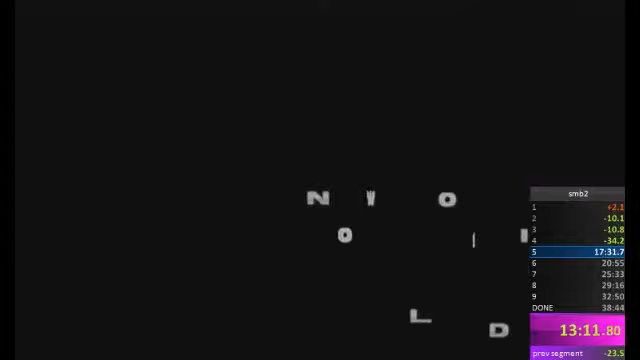 N O
O
L
D
smb2
1 +2.1
2 -10.1
3 -10.8
4 -34.2
5 17:31.7
6 20:55
7 25:33
8 29:16
9 32:50
DONE 38:44
13:11.80
prev segment -23.5